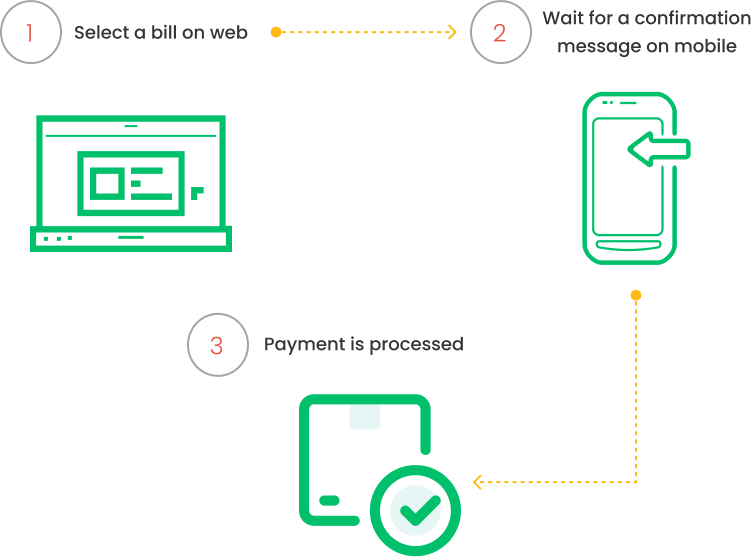 1
Select a bill on web
2
Wait for a confirmation
message on mobile
3
Payment is processed